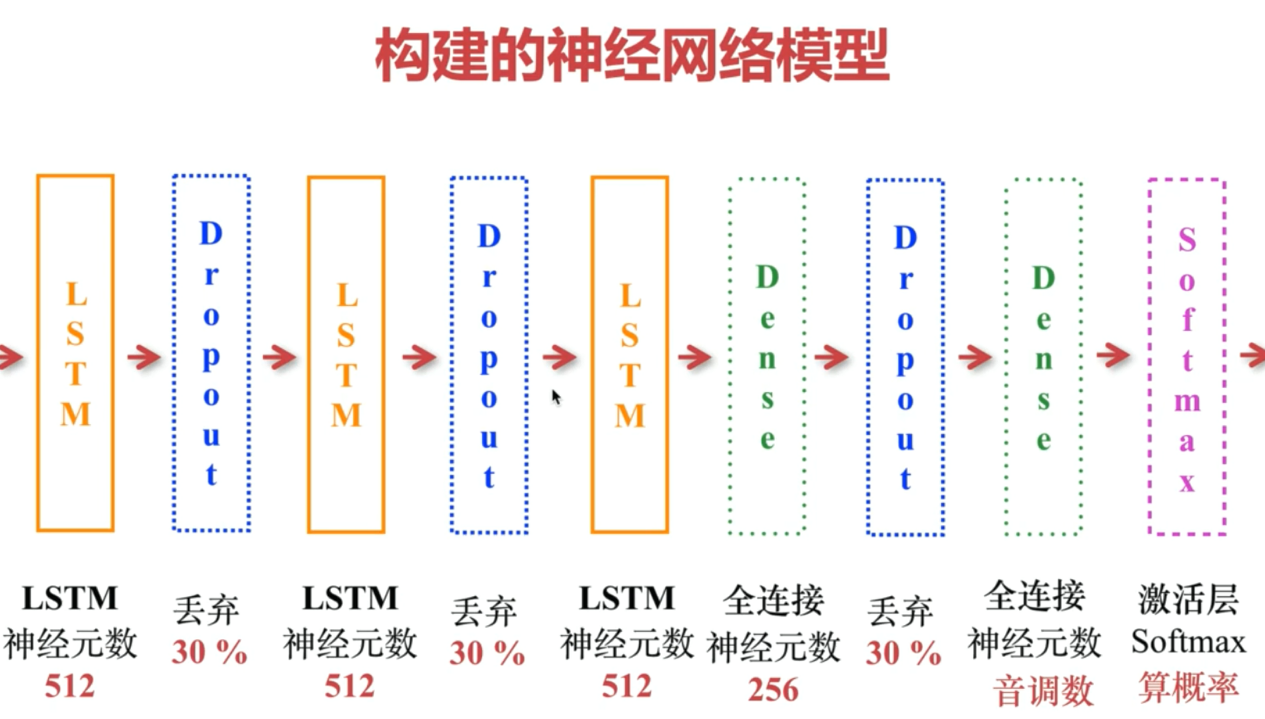 构建的神经网络模型
LSTM
Dropout
LSTM
Dropout
LSTM
Dense
Dropout
Dense
Softmax
LSTM
神经元数
512
丢弃
30 %
LSTM
神经元数
512
丢弃
30 %
LSTM
神经元数
512
全连接
神经元数
256
丢弃
30 %
全连接
神经元数
音调数
激活层
Softmax
算概率